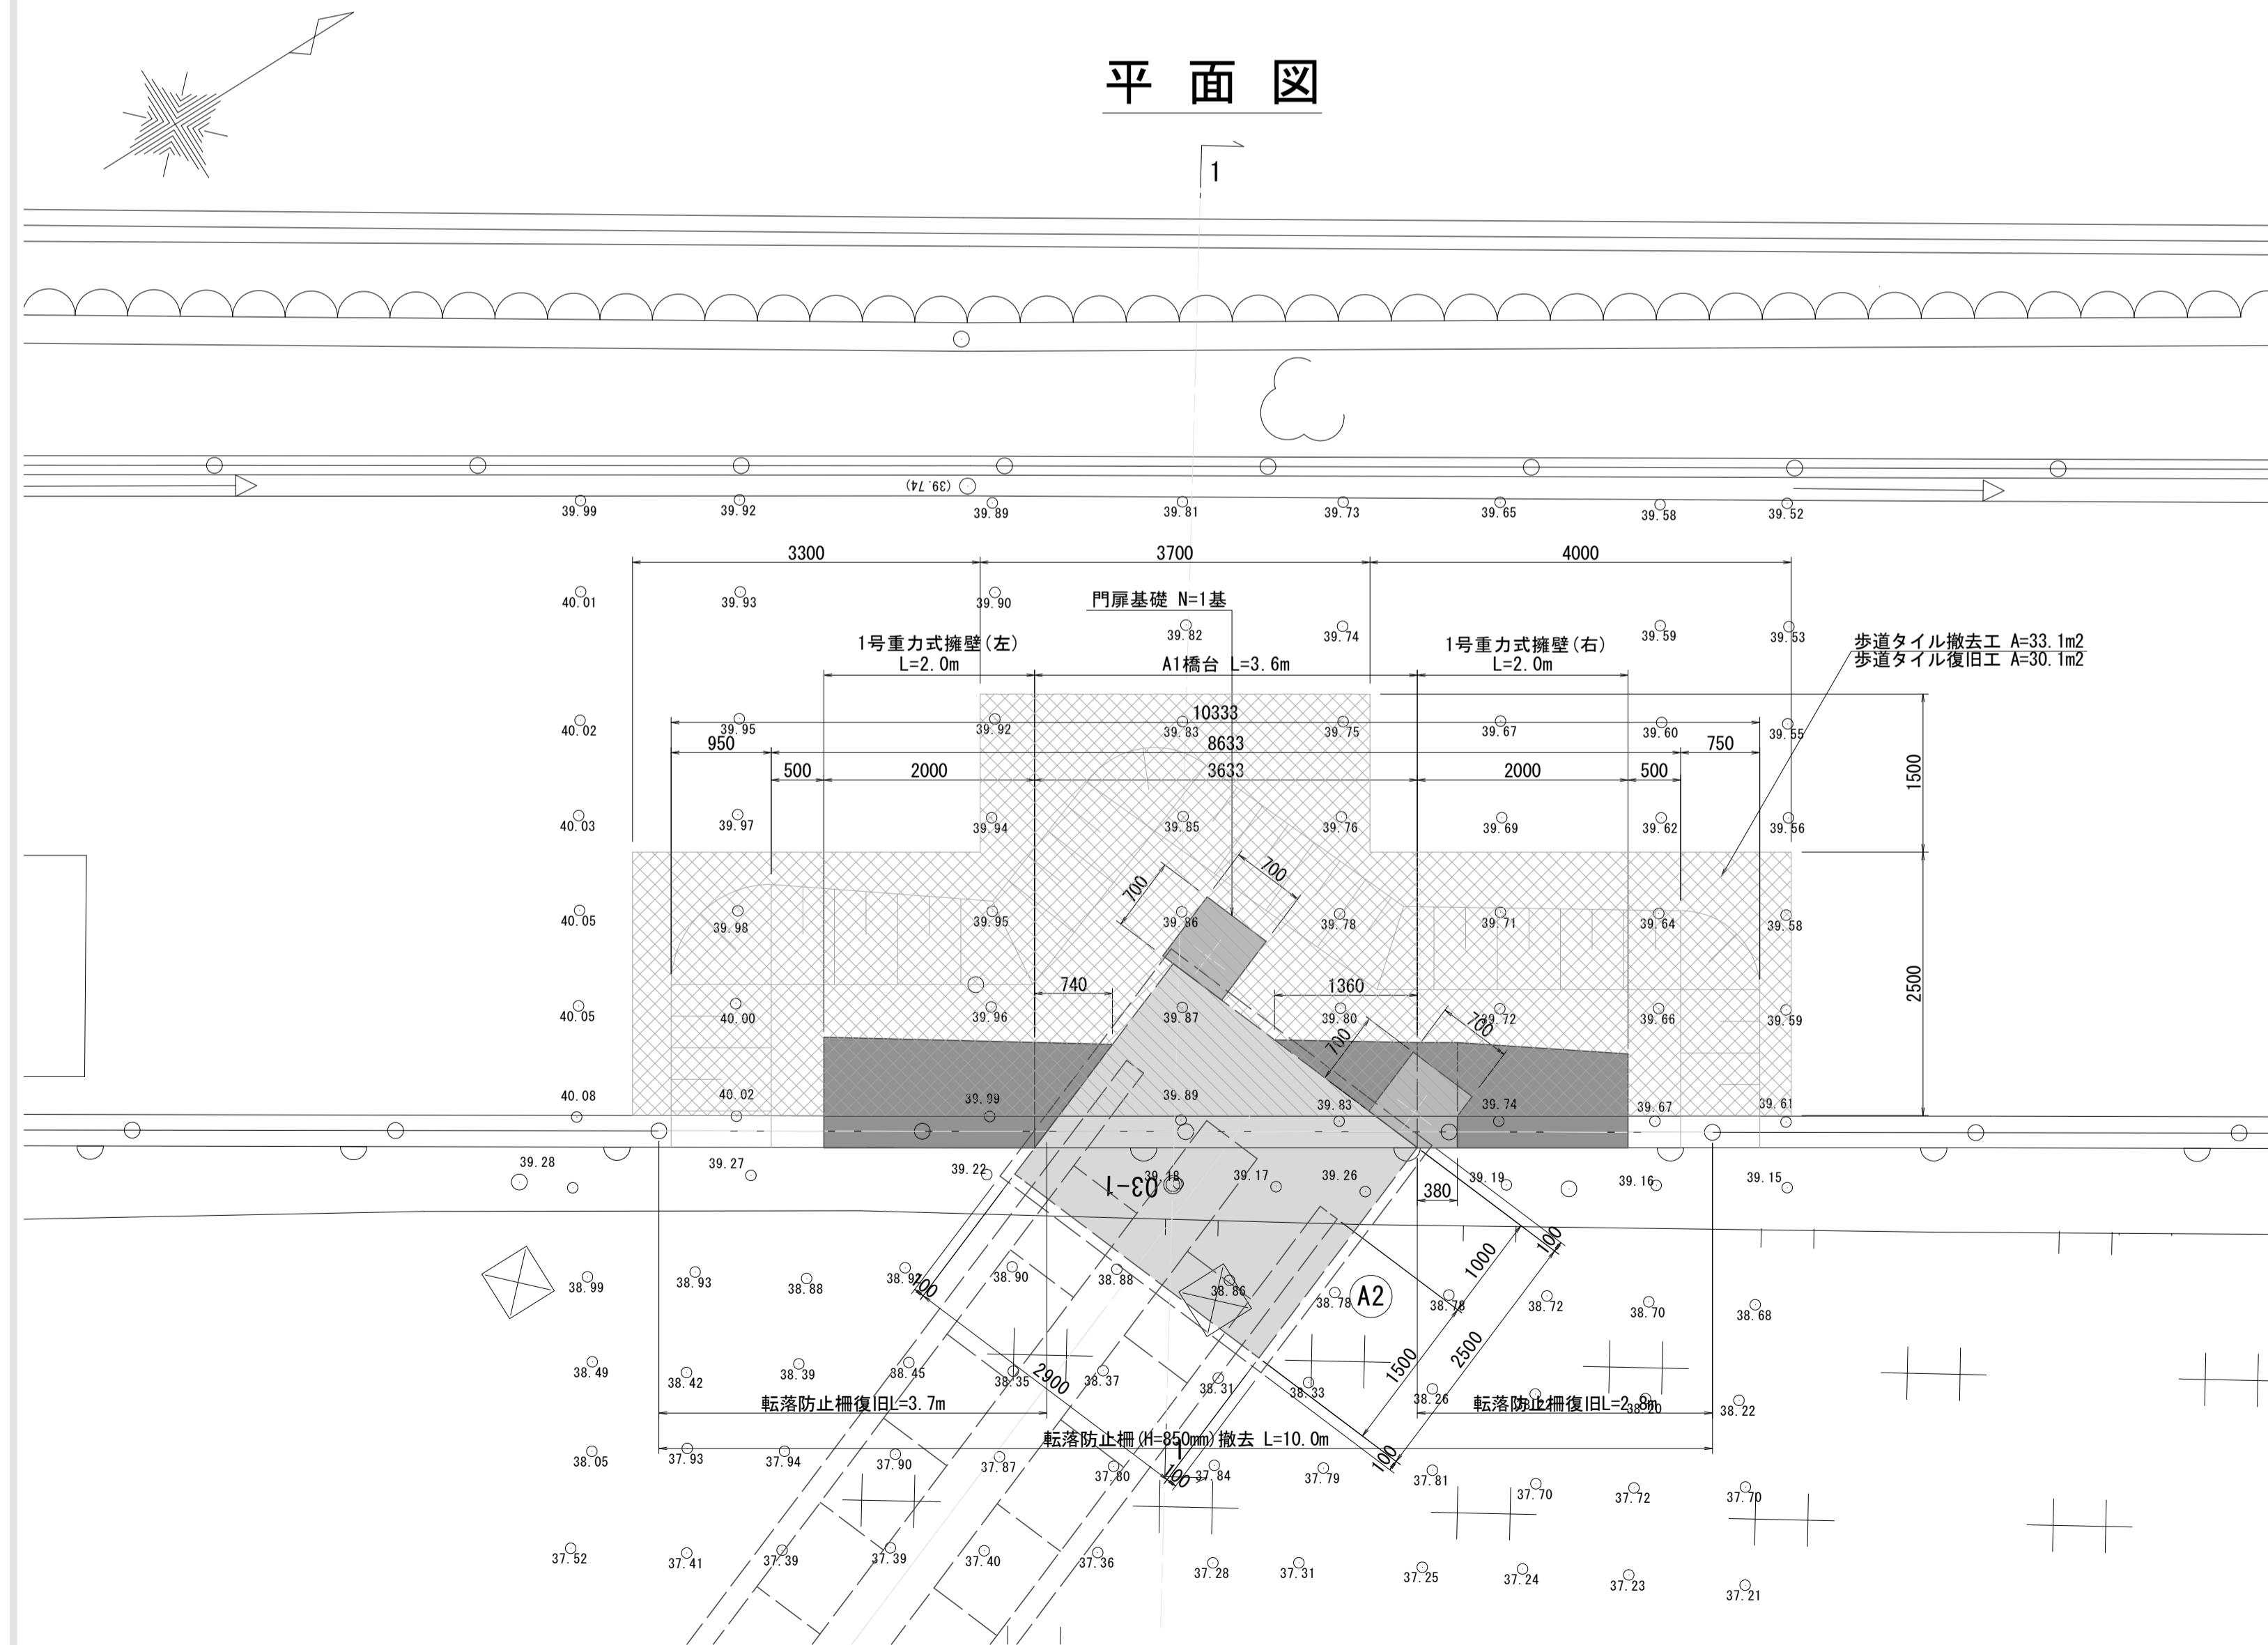 平 面 図
1
(39.74)
39.99 39.92 39.89 39.81 39.73 39.65 39.58 39.52
3300 3700 4000
40.01 39.93 39.90
門扉基礎 N=1基
39.82 39.74 39.59 39.53
1号重力式擁壁(左)
L=2.0m
A1橋台 L=3.6m
1号重力式擁壁(右)
L=2.0m
歩道タイル撤去工 A=33.1m2
歩道タイル復旧工 A=30.1m2
10333
40.02 39.95 39.92 39.83 39.75 39.67 39.60 39.55
950 8633 750
500 2000 3633 2000 500
1500
40.03 39.97 39.94 39.85 39.76 39.69 39.62 39.56
700 700
40.05 39.98 39.95 39.86 39.78 39.71 39.64 39.58
740 1360 2500
40.05 40.00 39.96 39.87 39.80 39.72 39.66 39.59
700 700
40.08 40.02 39.99 39.89 39.83 39.74 39.67 39.61
39.28 39.27 39.22 39.18 39.17 39.26 39.19 39.16 39.15
03-1
380
100
1000
38.99 38.93 38.88 38.92 38.90 38.88 38.86 38.78 38.78 38.72 38.70 38.68
A2
100
2500
1500
38.49 38.42 38.39 38.45 38.35 38.37 38.31 38.33 38.26 38.20 38.22
2900
転落防止柵復旧L=3.7m
転落防止柵復旧L=2.8m
転落防止柵(H=850mm)撤去 L=10.0m
1
100
100
38.05 37.93 37.94 37.90 37.87 37.80 37.84 37.79 37.81 37.70 37.72 37.70
37.52 37.41 37.39 37.39 37.40 37.36 37.28 37.31 37.25 37.24 37.23 37.21